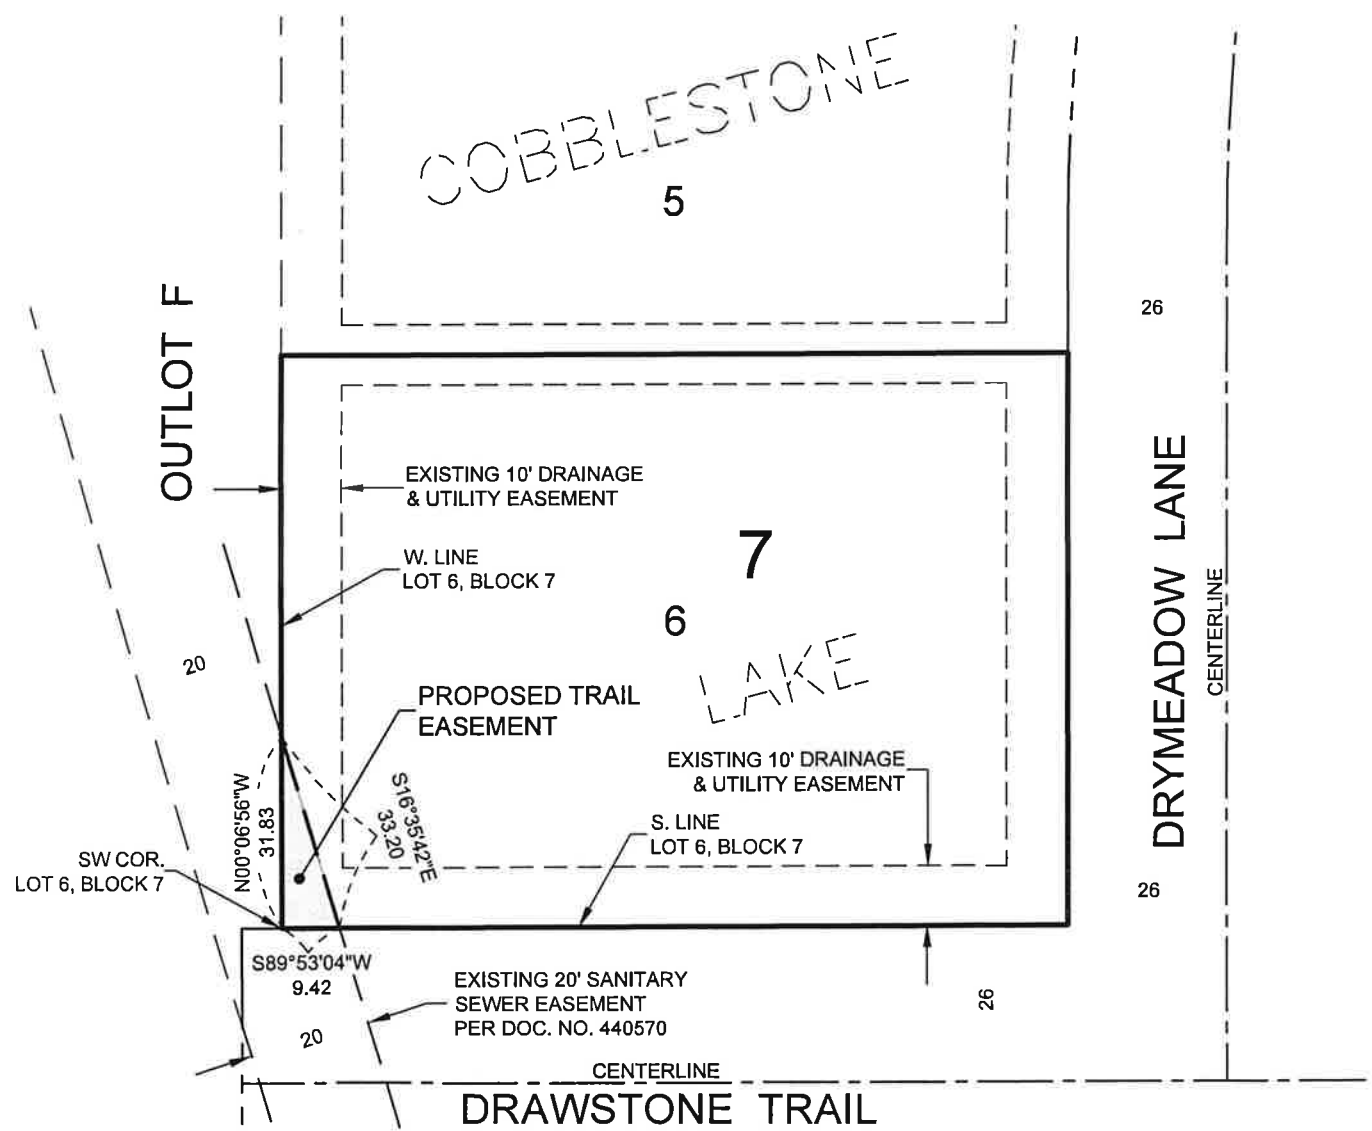 COBBLESTONE
5
OUTLOT F
26
EXISTING 10' DRAINAGE
& UTILITY EASEMENT
W. LINE
LOT 6, BLOCK 7
7
6
LAKE
DRYMEADOW LANE
CENTERLINE
20
PROPOSED TRAIL
EASEMENT
EXISTING 10' DRAINAGE
& UTILITY EASEMENT
S. LINE
LOT 6, BLOCK 7
N00°06'56"W
31.83
S16°35'42"E
33.20
SW COR.
LOT 6, BLOCK 7
26
S89°53'04"W
9.42
EXISTING 20' SANITARY
SEWER EASEMENT
PER DOC. NO. 440570
26
20
CENTERLINE
DRAWSTONE TRAIL